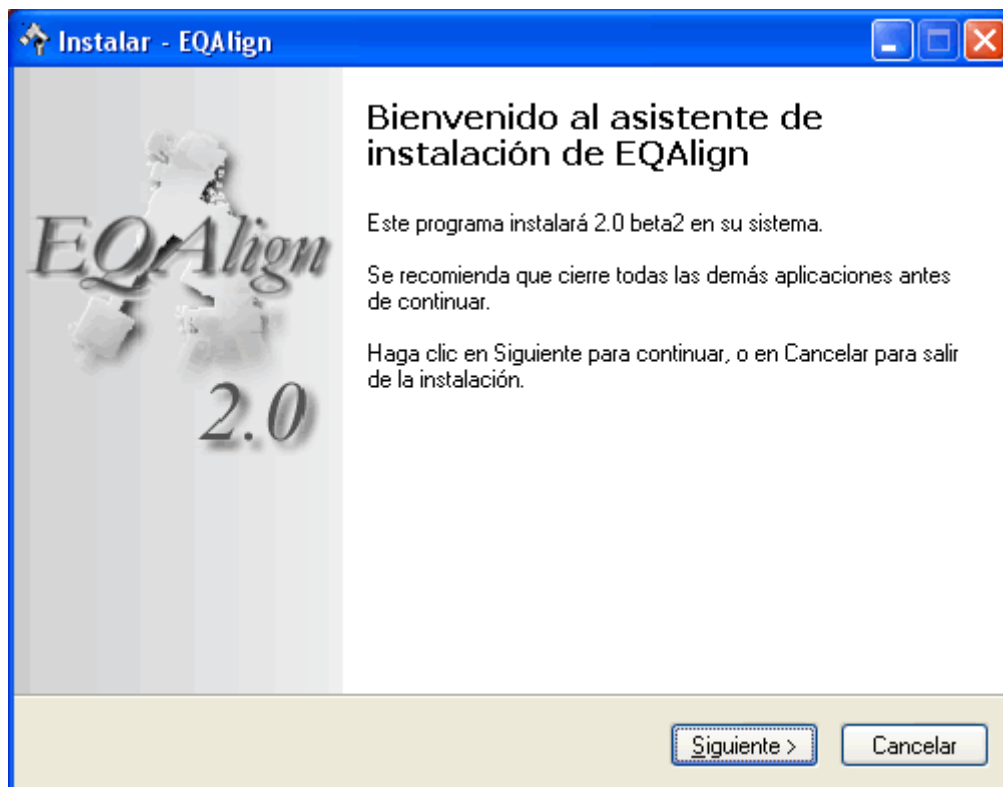 Instalar - EQAlign
Bienvenido al asistente de
instalación de EQAlign
Este programa instalará 2.0 beta2 en su sistema.
Se recomienda que cierre todas las demás aplicaciones antes
de continuar.
Haga clic en Siguiente para continuar, o en Cancelar para salir
de la instalación.
EQAlign
2.0
Siguiente >
Cancelar